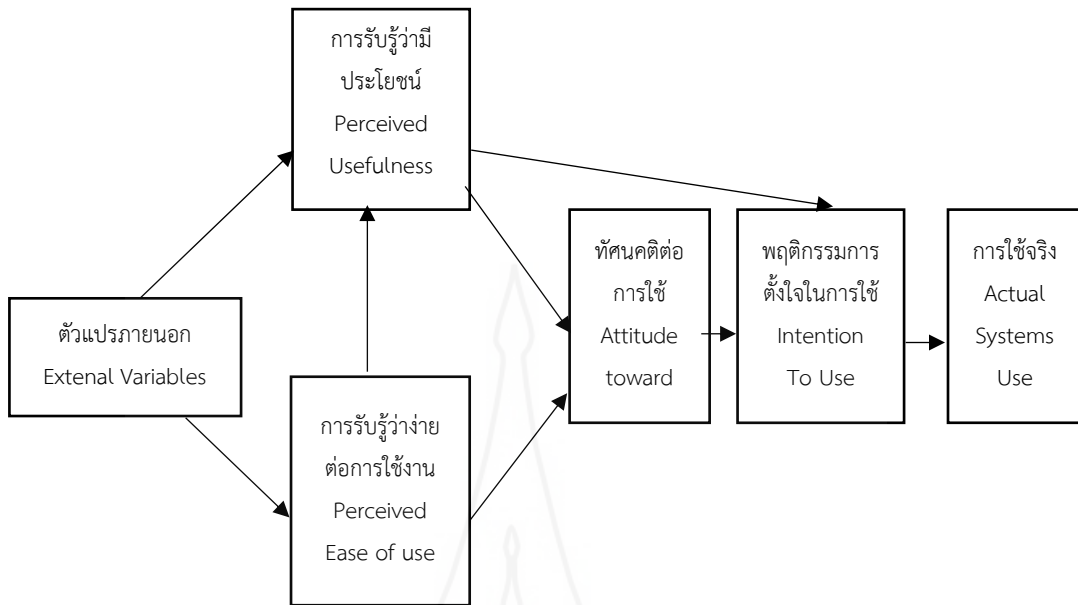 การรับรู้ว่ามี
ประโยชน์
Perceived
Usefulness
ตัวแปรภายนอก
Extenal Variables
การรับรู้ว่าง่าย
ต่อการใช้งาน
Perceived
Ease of use
ทัศนคติต่อ
การใช้
Attitude
toward
พฤติกรรมการ
ตั้งใจในการใช้
Intention
To Use
การใช้จริง
Actual
Systems
Use